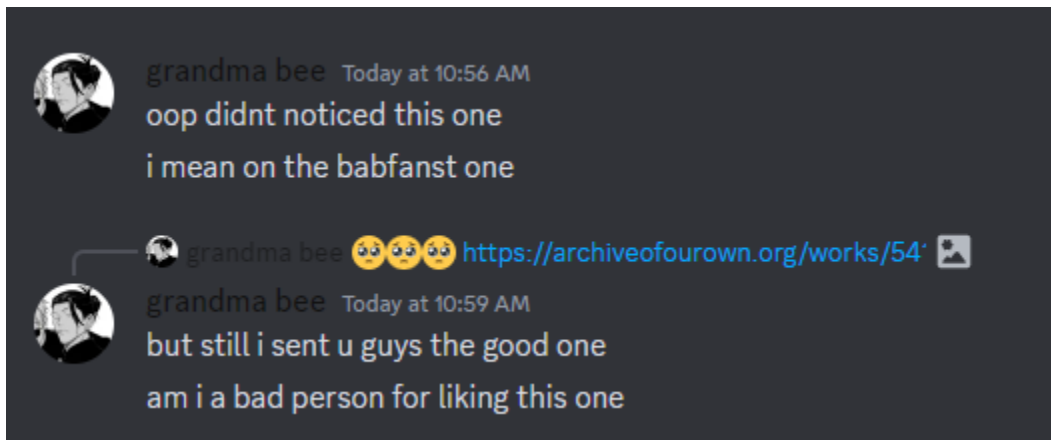 grandma bee Today at 10:56 AM
oop didnt noticed this one
i mean on the babfanst one
grandma bee 🥺🥺🥺 https://archiveofourown.org/works/541
grandma bee Today at 10:59 AM
but still i sent u guys the good one
am i a bad person for liking this one